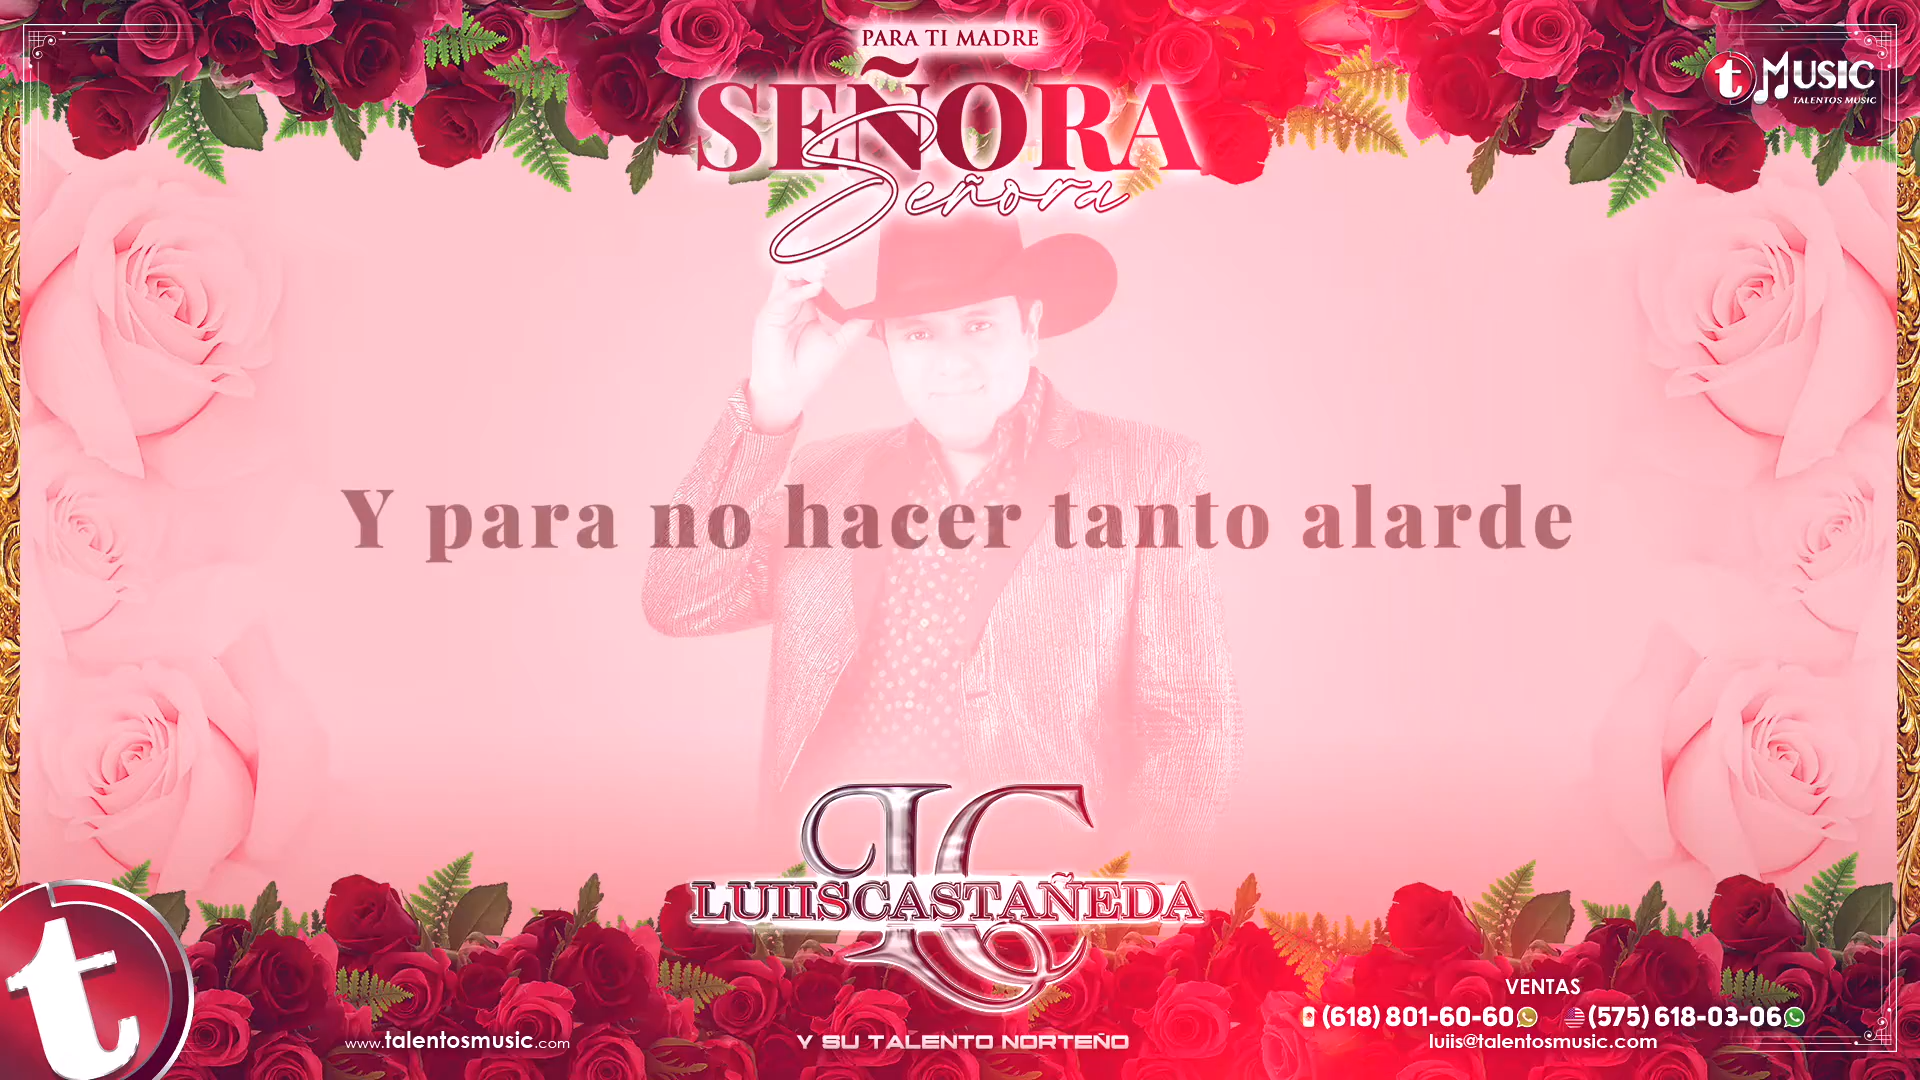 PARA TI MADRE
SEÑORA
Señora
t MUSIC
TALENTOS MUSIC
Y para no hacer tanto alarde
LC
LUIISCASTAÑEDA
Y SU TALENTO NORTEÑO
t
www.talentosmusic.com
VENTAS
(618) 801-60-60 (575) 618-03-06
luiis@talentosmusic.com